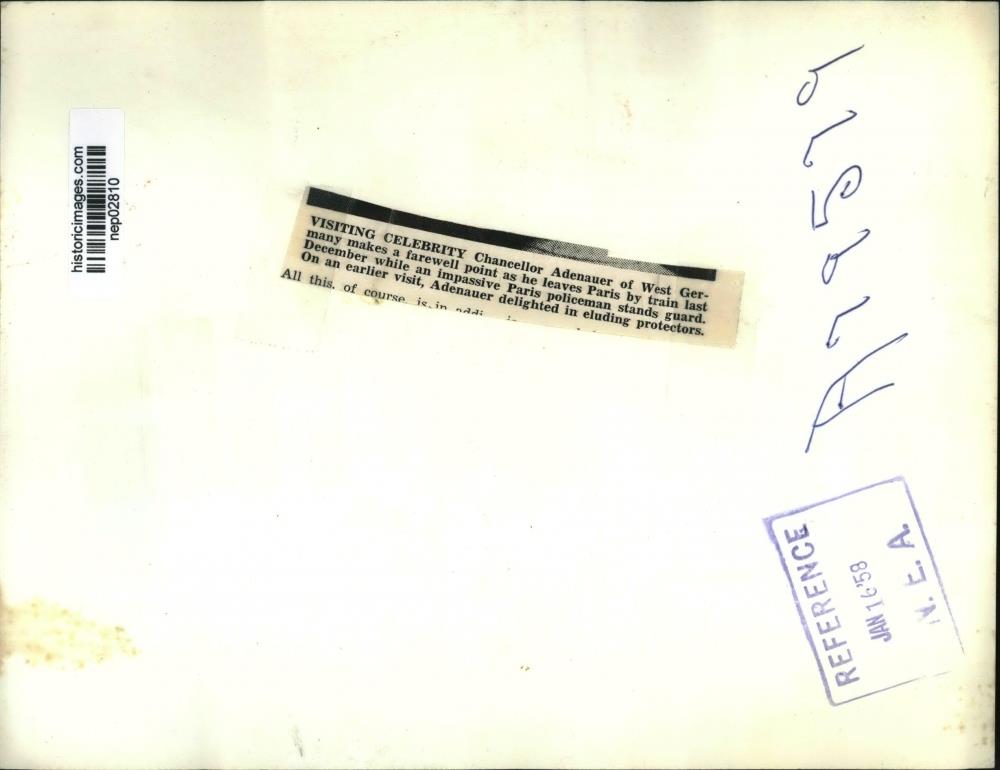 historicimages.com
nep02810
VISITING CELEBRITY Chancellor Adenauer of West Ger-
many makes a farewell point as he leaves Paris by train last
December while an impassive Paris policeman stands guard.
On an earlier visit, Adenauer delighted in eluding protectors.
All this, of course, is in
REFERENCE
JAN 16 '58
N.E.A.